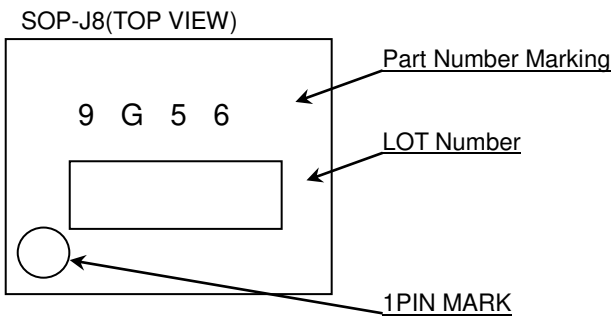 SOP-J8(TOP VIEW)
Part Number Marking
9 G 5 6
LOT Number
1PIN MARK